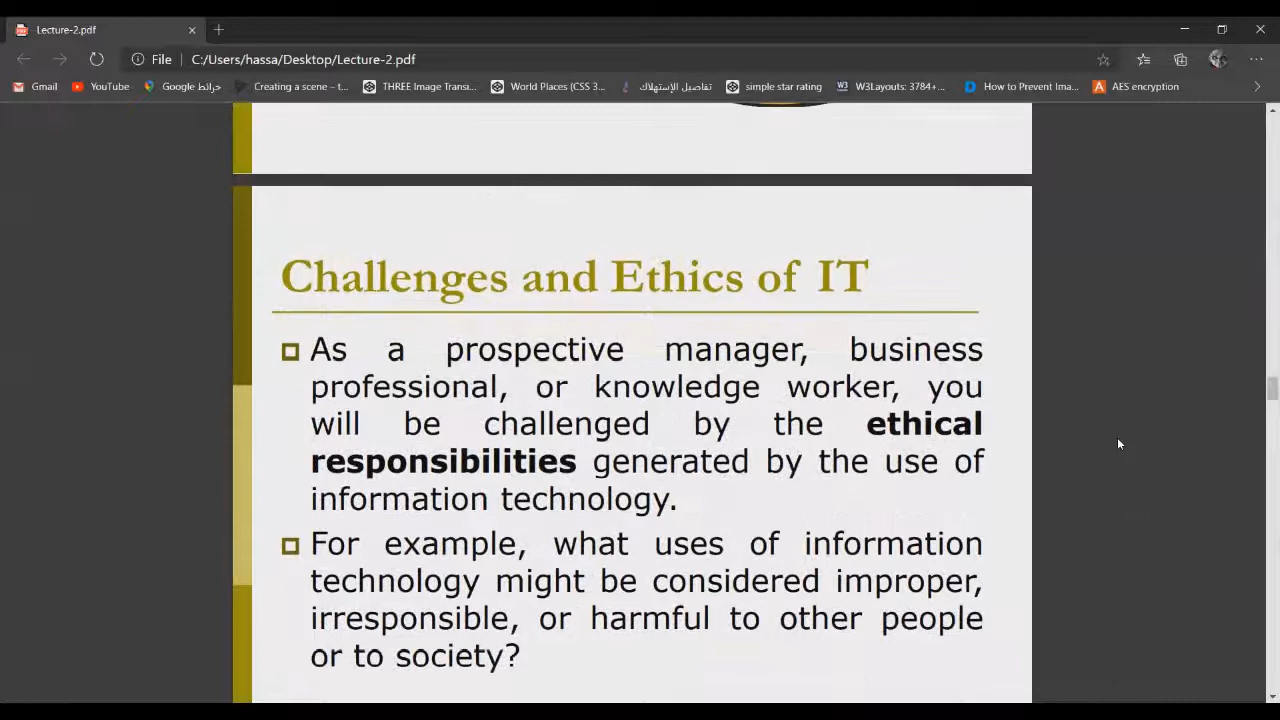 Lecture-2.pdf
File C:/Users/hassa/Desktop/Lecture-2.pdf
Gmail YouTube خرائط Google Creating a scene – t... THREE Image Transi... World Places (CSS 3... تفاصيل الإستهلاك simple star rating W3Layouts: 3784+... How to Prevent Ima... AES encryption
Challenges and Ethics of IT
As a prospective manager, business
professional, or knowledge worker, you
will be challenged by the ethical
responsibilities generated by the use of
information technology.
For example, what uses of information
technology might be considered improper,
irresponsible, or harmful to other people
or to society?